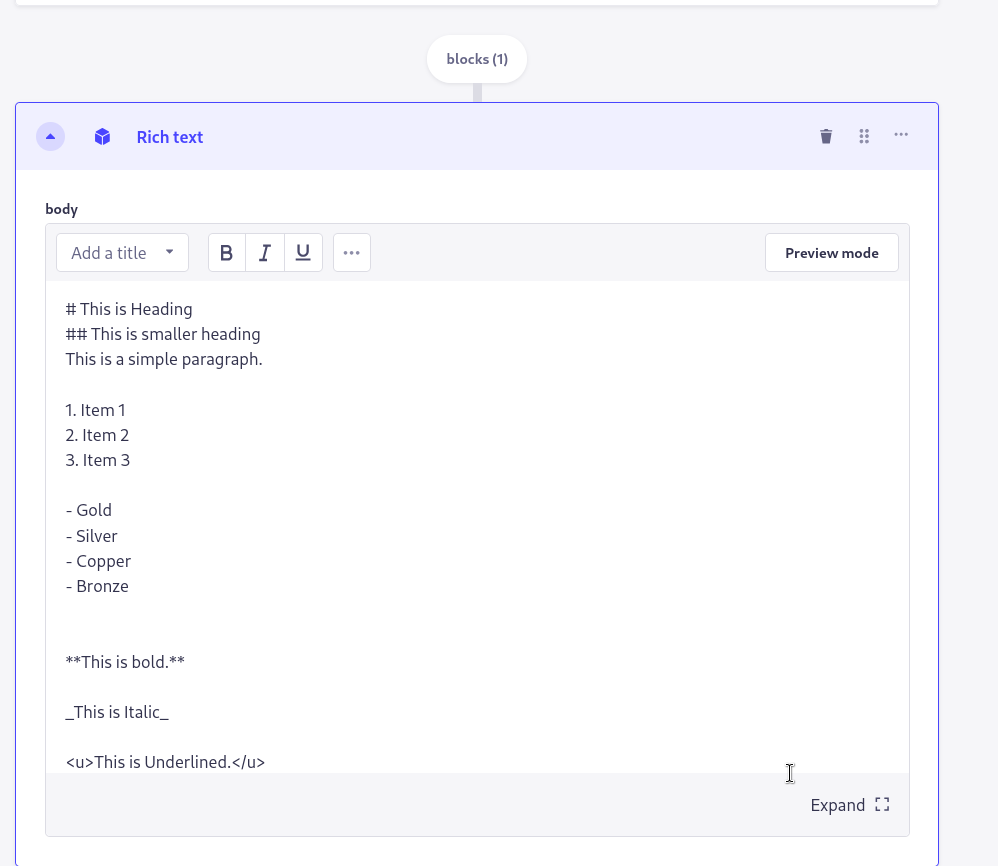 blocks (1)
Rich text
body
Add a title B I U Preview mode
# This is Heading
## This is smaller heading
This is a simple paragraph.
1. Item 1
2. Item 2
3. Item 3
- Gold
- Silver
- Copper
- Bronze
**This is bold.**
_This is Italic_
<u>This is Underlined.</u>
Expand